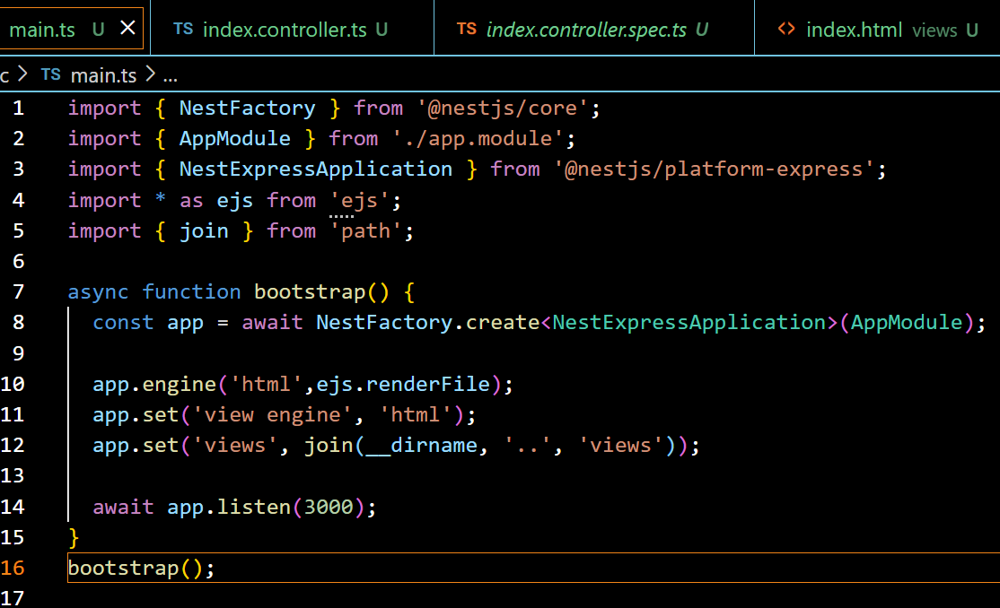 main.ts U TS index.controller.ts U TS index.controller.spec.ts U <> index.html views U
c > TS main.ts > ...
1 import { NestFactory } from '@nestjs/core';
2 import { AppModule } from './app.module';
3 import { NestExpressApplication } from '@nestjs/platform-express';
4 import * as ejs from 'ejs';
5 import { join } from 'path';
6
7 async function bootstrap() {
8 const app = await NestFactory.create<NestExpressApplication>(AppModule);
9
10 app.engine('html',ejs.renderFile);
11 app.set('view engine', 'html');
12 app.set('views', join(__dirname, '..', 'views'));
13
14 await app.listen(3000);
15 }
16 bootstrap();
17